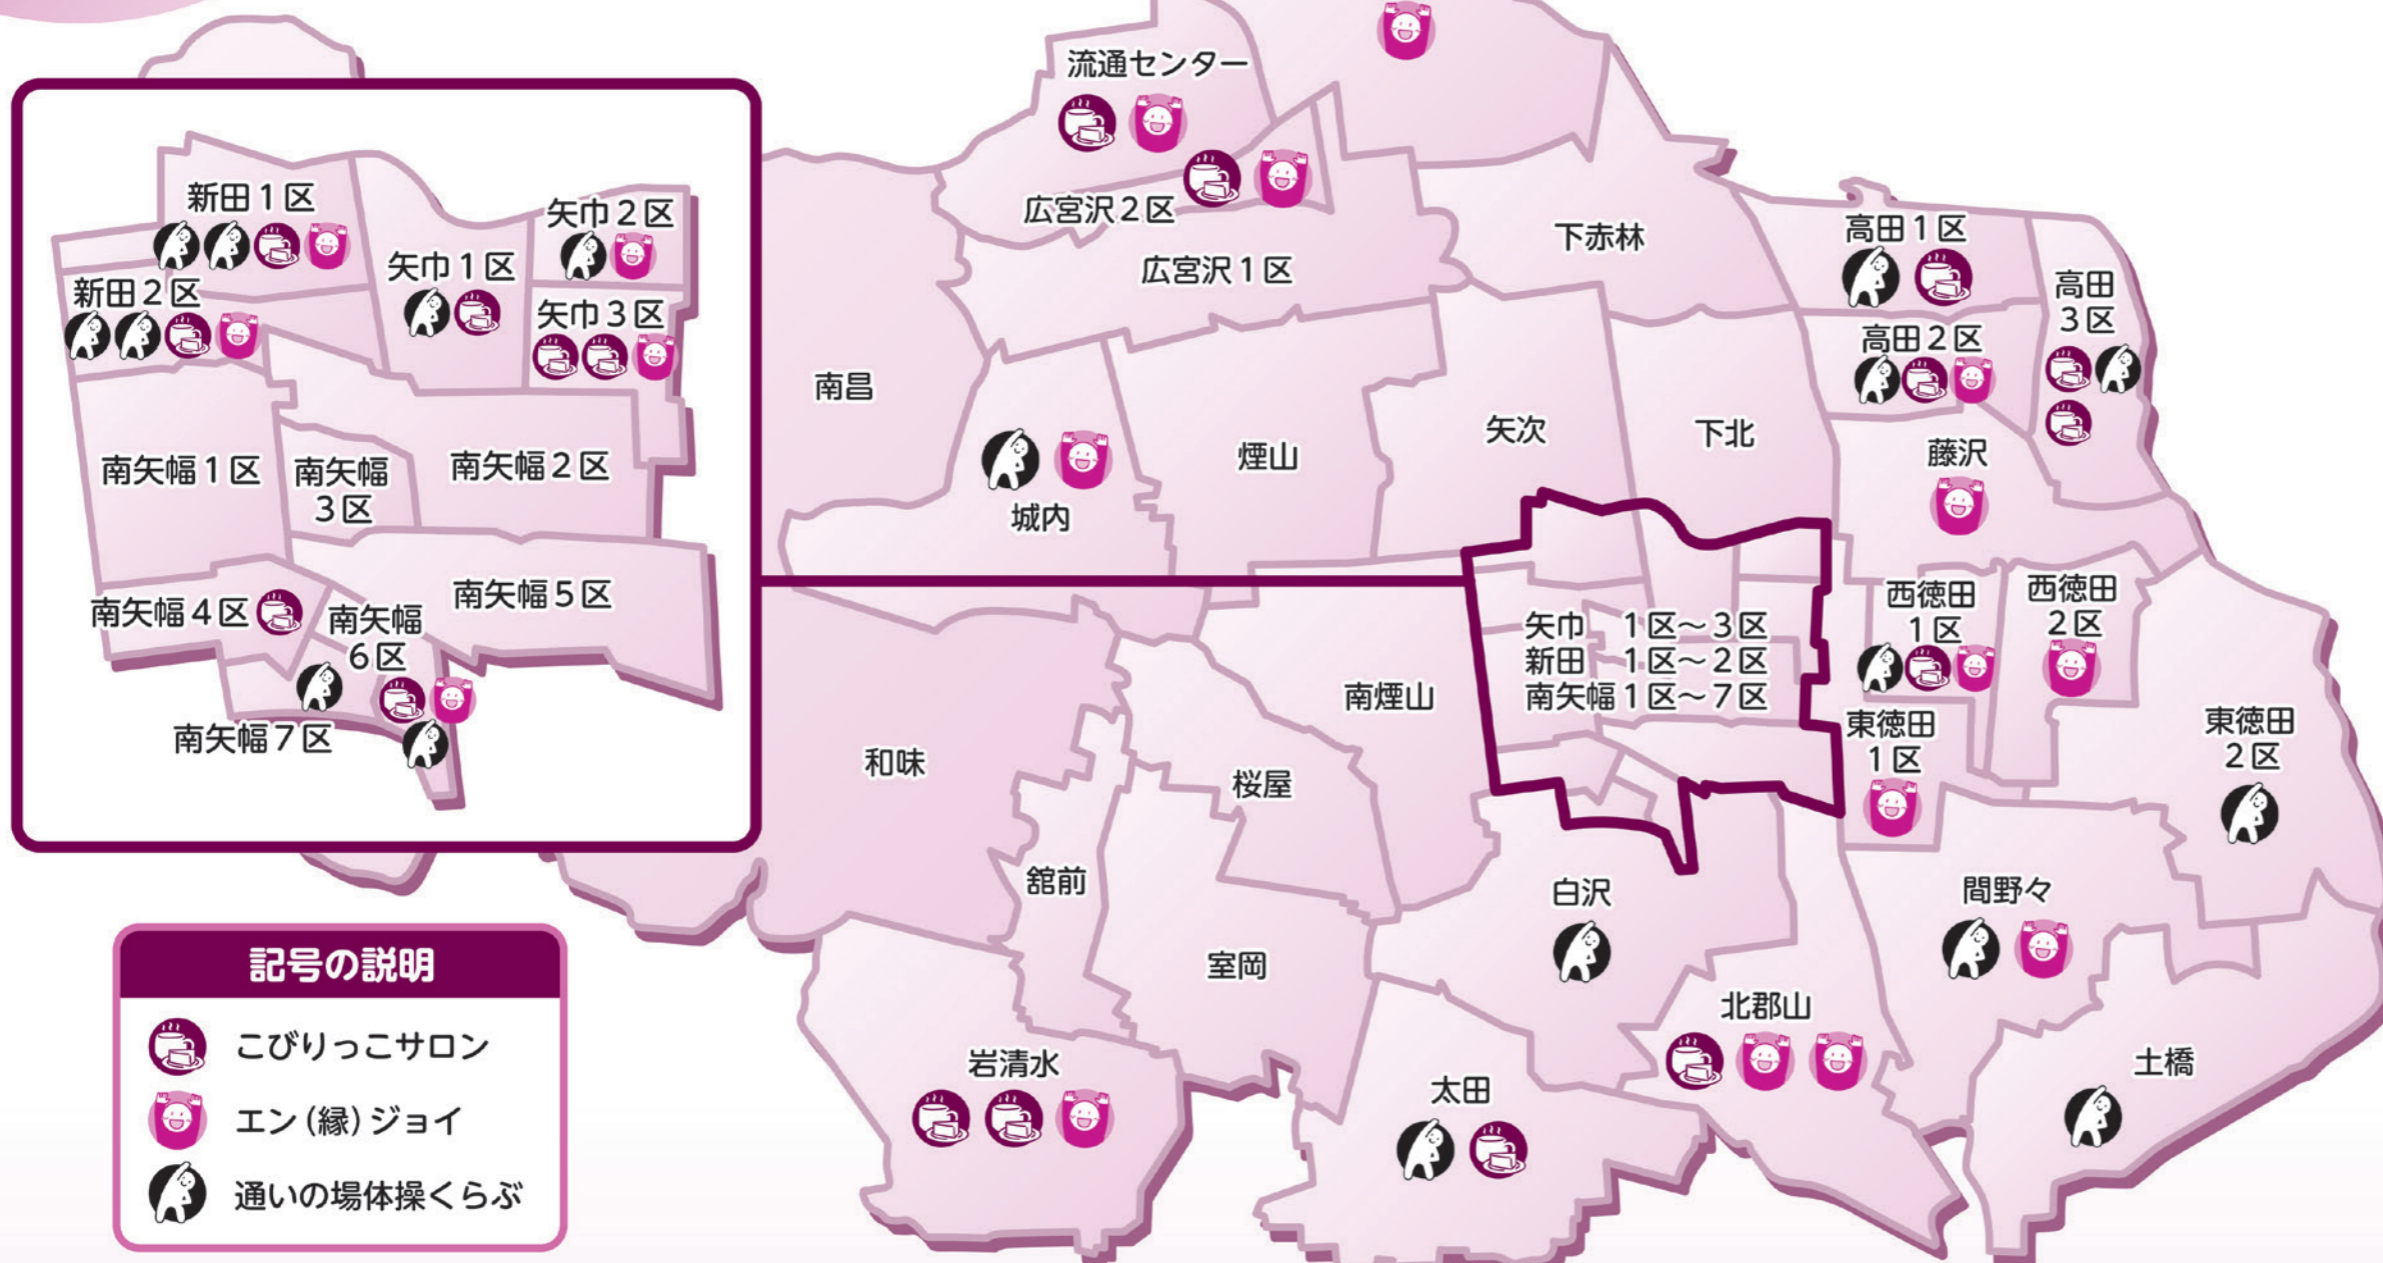 流通センター
広宮沢2区
広宮沢1区
下赤林
高田1区
高田
3区
高田2区
藤沢
南昌
城内
煙山
矢次
下北
新田1区
矢巾2区
矢巾1区
新田2区
矢巾3区
南矢幅1区
南矢幅
3区
南矢幅2区
南矢幅4区
南矢幅
6区
南矢幅5区
南矢幅7区
矢巾 1区~3区
新田 1区~2区
南矢幅1区~7区
西徳田
1区
西徳田
2区
東徳田
1区
東徳田
2区
南煙山
和味
桜屋
舘前
室岡
白沢
間野々
北郡山
土橋
岩清水
太田
記号の説明
こびりっこサロン
エン(縁)ジョイ
通いの場体操くらぶ